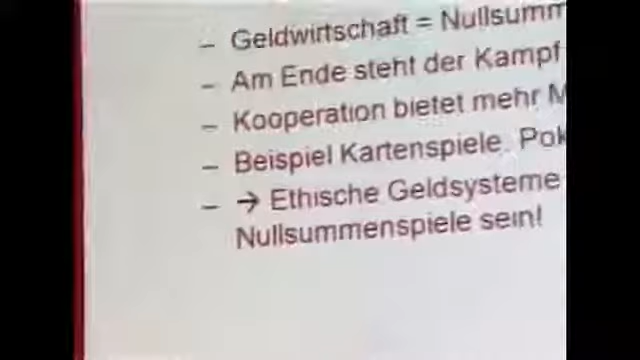 – Geldwirtschaft = Nullsumm
– Am Ende steht der Kampf
– Kooperation bietet mehr M
– Beispiel Kartenspiele. Pok
– → Ethische Geldsysteme
Nullsummenspiele sein!